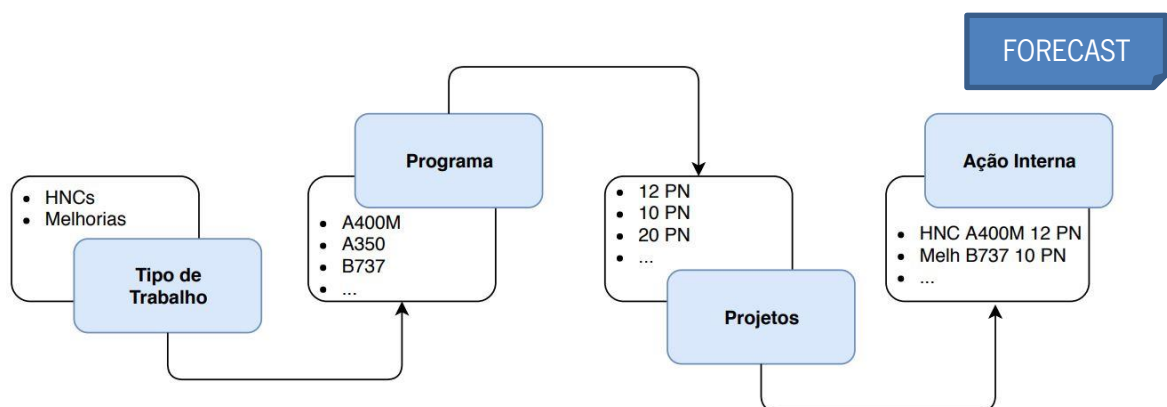 FORECAST
HNCs
Melhorias
Tipo de
Trabalho
Programa
A400M
A350
B737
...
12 PN
10 PN
20 PN
...
Projetos
Ação Interna
HNC A400M 12 PN
Melh B737 10 PN
...